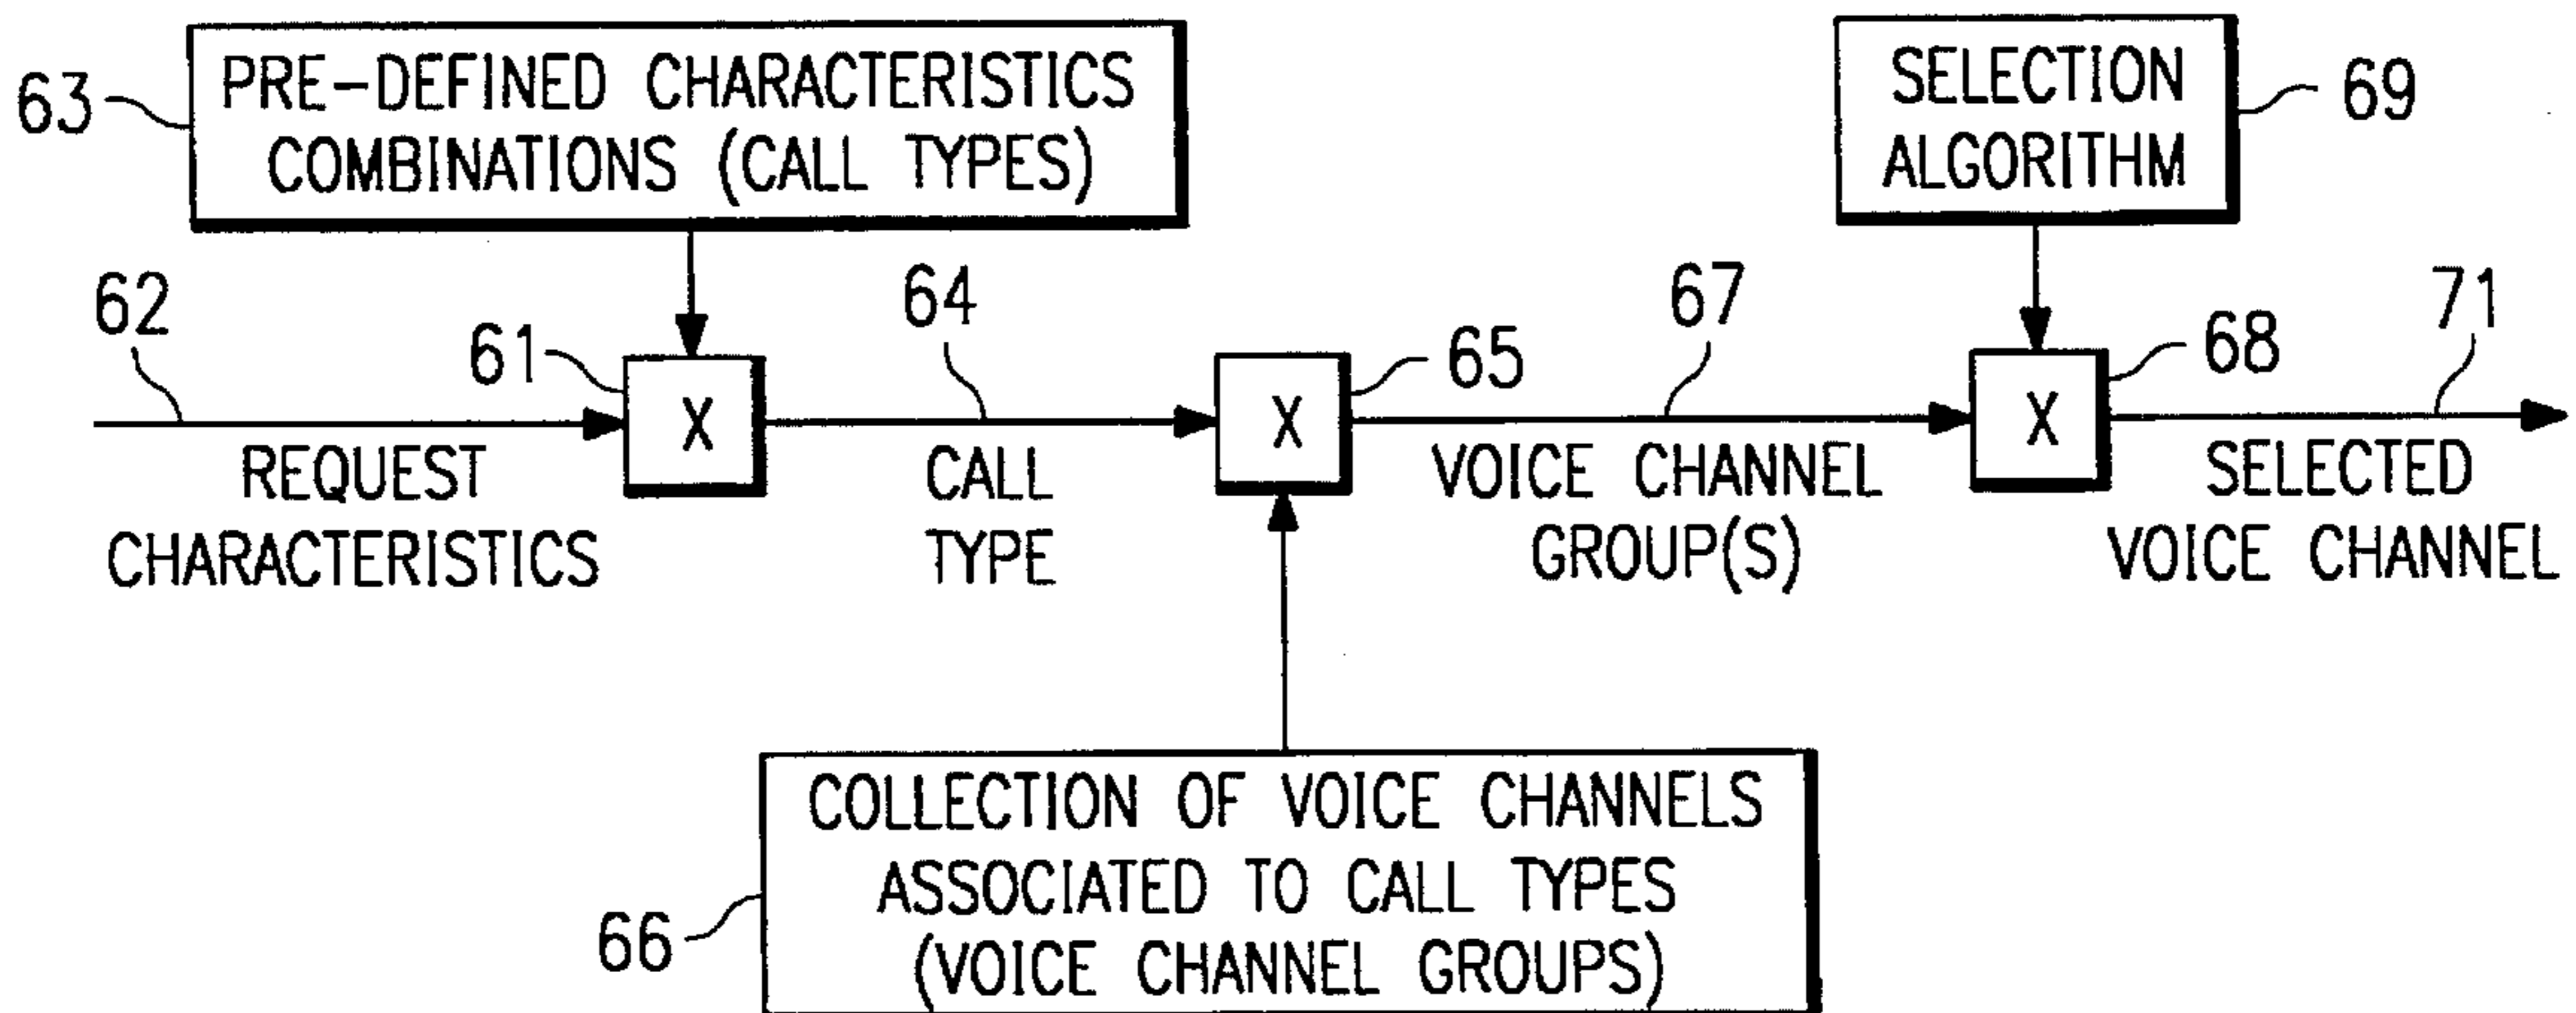 PRE-DEFINED CHARACTERISTICS
COMBINATIONS (CALL TYPES)
63
SELECTION
ALGORITHM
69
62
61
64
65
67
68
71
X
X
X
REQUEST
CHARACTERISTICS
CALL
TYPE
VOICE CHANNEL
GROUP(S)
SELECTED
VOICE CHANNEL
COLLECTION OF VOICE CHANNELS
ASSOCIATED TO CALL TYPES
(VOICE CHANNEL GROUPS)
66